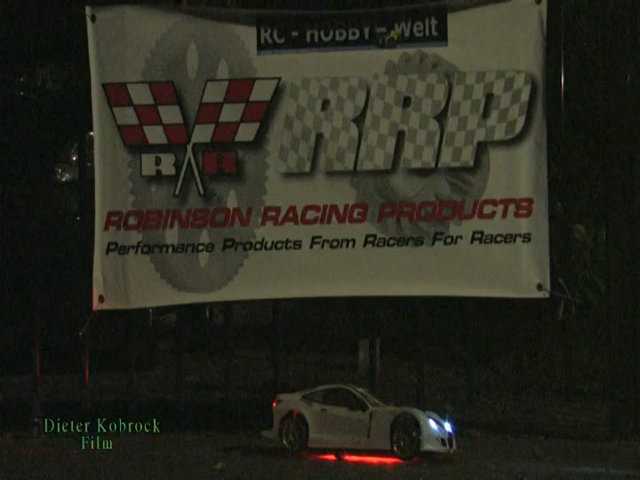 RC - HOBBY - Welt
RRP
R R
ROBINSON RACING PRODUCTS
Performance Products From Racers For Racers
Dieter Kobrock
Film